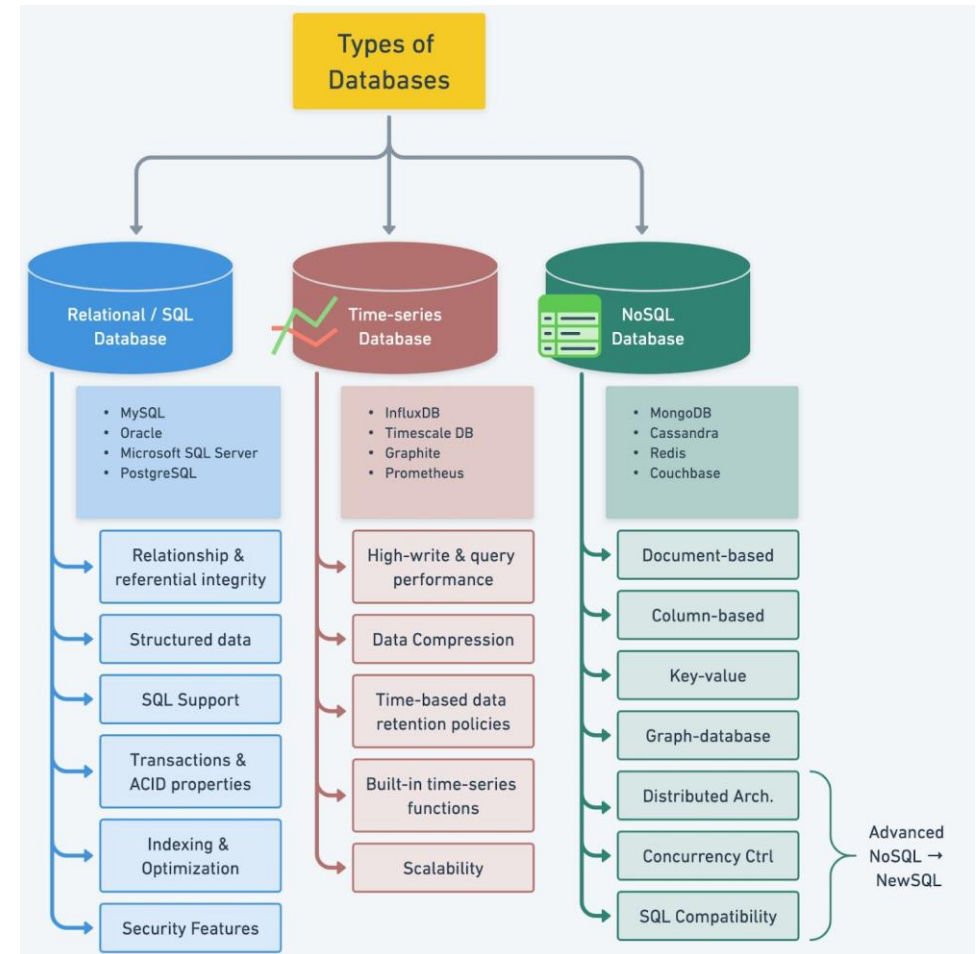 Types of
Databases
Relational / SQL
Database
Time-series
Database
NoSQL
Database
• MySQL
• Oracle
• Microsoft SQL Server
• PostgreSQL
• InfluxDB
• Timescale DB
• Graphite
• Prometheus
• MongoDB
• Cassandra
• Redis
• Couchbase
Relationship &
referential integrity
Structured data
SQL Support
Transactions &
ACID properties
Indexing &
Optimization
Security Features
High-write & query
performance
Data Compression
Time-based data
retention policies
Built-in time-series
functions
Scalability
Document-based
Column-based
Key-value
Graph-database
Distributed Arch.
Concurrency Ctrl
SQL Compatibility
Advanced
NoSQL →
NewSQL